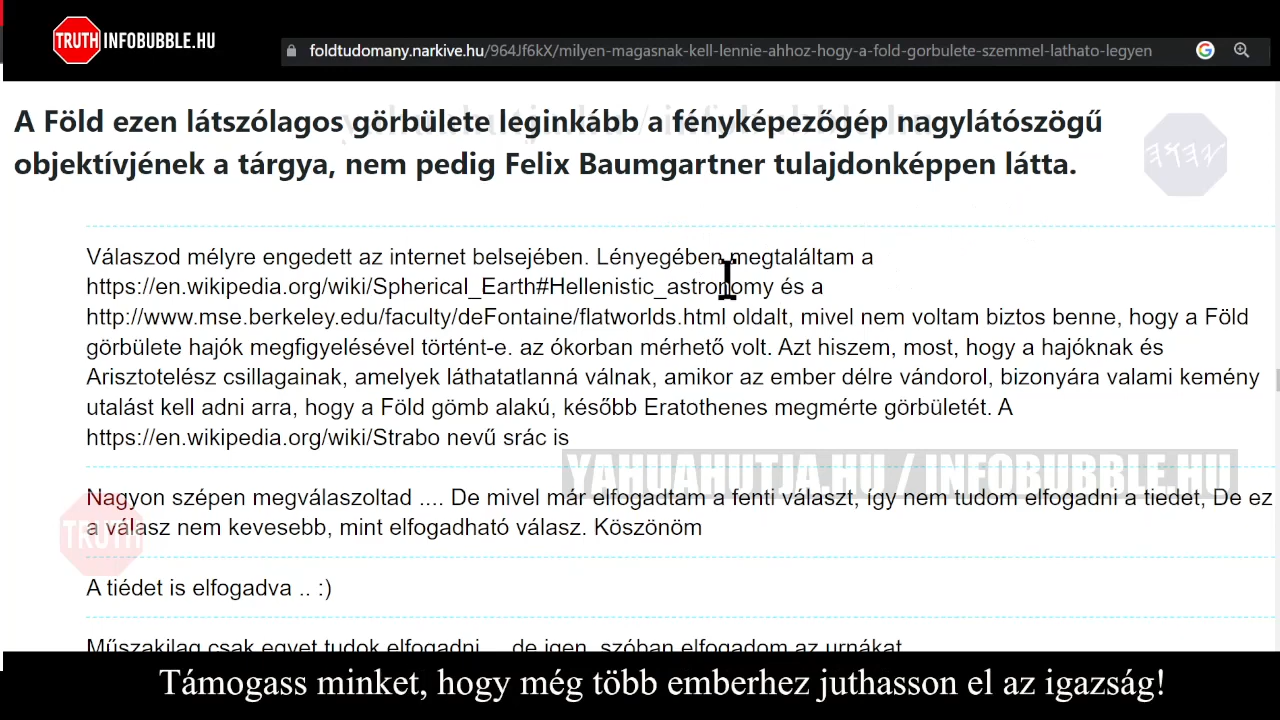 TRUTH INFOBUBBLE.HU
foldtudomany.narkive.hu/964Jf6kX/milyen-magasnak-kell-lennie-ahhoz-hogy-a-fold-gorbulete-szemmel-lathato-legyen
A Föld ezen látszólagos görbülete leginkább a fényképezőgép nagylátószögű
objektívjének a tárgya, nem pedig Felix Baumgartner tulajdonképpen látta.
Válaszod mélyre engedett az internet belsejében. Lényegében megtaláltam a
https://en.wikipedia.org/wiki/Spherical_Earth#Hellenistic_astronomy és a
http://www.mse.berkeley.edu/faculty/deFontaine/flatworlds.html oldalt, mivel nem voltam biztos benne, hogy a Föld
görbülete hajók megfigyelésével történt-e. az ókorban mérhető volt. Azt hiszem, most, hogy a hajóknak és
Arisztotelész csillagainak, amelyek láthatatlanná válnak, amikor az ember délre vándorol, bizonyára valami kemény
utalást kell adni arra, hogy a Föld gömb alakú, később Eratothenes megmérte görbületét. A
https://en.wikipedia.org/wiki/Strabo nevű srác is
YAHUAHUTJA.HU / INFOBUBBLE.HU
Nagyon szépen megválaszoltad .... De mivel már elfogadtam a fenti választ, így nem tudom elfogadni a tiedet, De ez
a válasz nem kevesebb, mint elfogadható válasz. Köszönöm
TRUTH
A tiédet is elfogadva .. :)
Műszakilag csak egyet tudok elfogadni ... de igen, szóban elfogadom az urnákat
Támogass minket, hogy még több emberhez juthasson el az igazság!